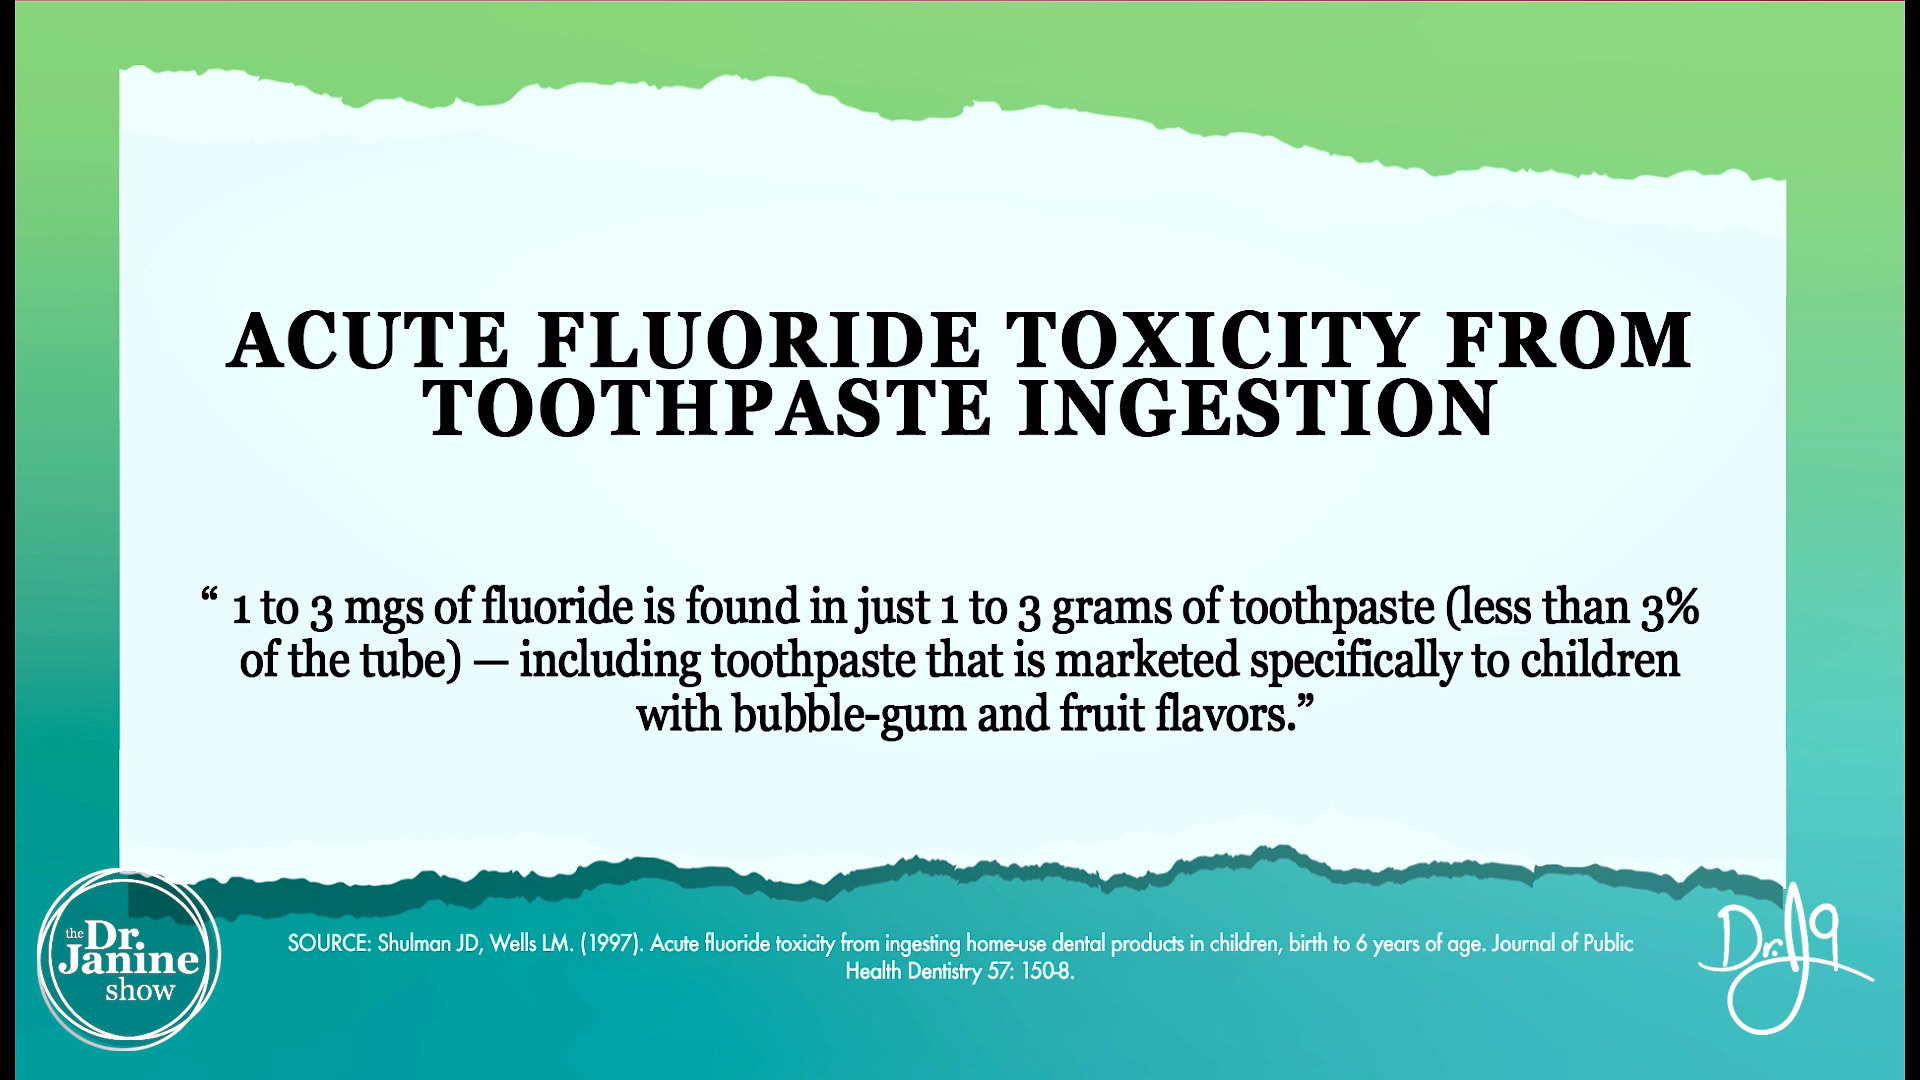 ACUTE FLUORIDE TOXICITY FROM
TOOTHPASTE INGESTION
“ 1 to 3 mgs of fluoride is found in just 1 to 3 grams of toothpaste (less than 3%
of the tube) — including toothpaste that is marketed specifically to children
with bubble-gum and fruit flavors.”
the Dr.
Janine
show
SOURCE: Shulman JD, Wells LM. (1997). Acute fluoride toxicity from ingesting home-use dental products in children, birth to 6 years of age. Journal of Public
Health Dentistry 57: 150-8.